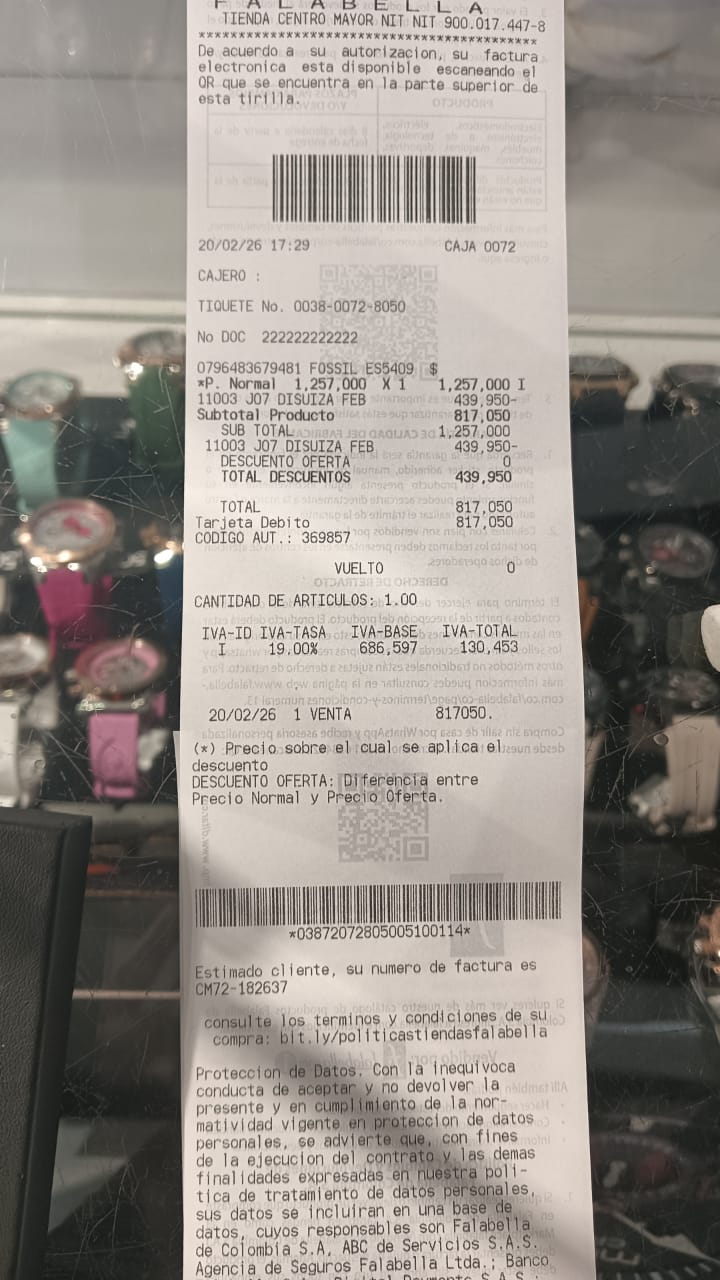 FALABELLA
TIENDA CENTRO MAYOR NIT NIT 900.017.447-8
******************************************
De acuerdo a su autorizacion, su factura
electronica esta disponible escaneando el
QR que se encuentra en la parte superior de
esta tirilla.
20/02/26 17:29 CAJA 0072
CAJERO :
TIQUETE No. 0038-0072-8050
No DOC 222222222222
0796483679481 FOSSIL ES5409 $
*P. Normal 1,257,000 X 1 1,257,000 I
11003 J07 DISUIZA FEB 439,950-
Subtotal Producto 817,050
SUB TOTAL 1,257,000
11003 J07 DISUIZA FEB 439,950-
DESCUENTO OFERTA 0
TOTAL DESCUENTOS 439,950
TOTAL 817,050
Tarjeta Debito 817,050
CODIGO AUT.: 369857
VUELTO 0
CANTIDAD DE ARTICULOS: 1.00
IVA-ID IVA-TASA IVA-BASE IVA-TOTAL
I 19,00% 686,597 130,453
20/02/26 1 VENTA 817050.
(*) Precio sobre el cual se aplica el
descuento
DESCUENTO OFERTA: Diferencia entre
Precio Normal y Precio Oferta.
*03872072805005100114*
Estimado cliente, su numero de factura es
CM72-182637
consulte los terminos y condiciones de su
compra: bit.ly/politicastiendasfalabella
Proteccion de Datos. Con la inequivoca
conducta de aceptar y no devolver la
presente y en cumplimiento de la nor-
matividad vigente en proteccion de datos
personales, se advierte que, con fines
de la ejecucion del contrato y las demas
finalidades expresadas en nuestra poli-
tica de tratamiento de datos personales,
sus datos se incluiran en una base de
datos, cuyos responsables son Falabella
de Colombia S.A, ABC de Servicios S.A.S.
Agencia de Seguros Falabella Ltda.; Banco